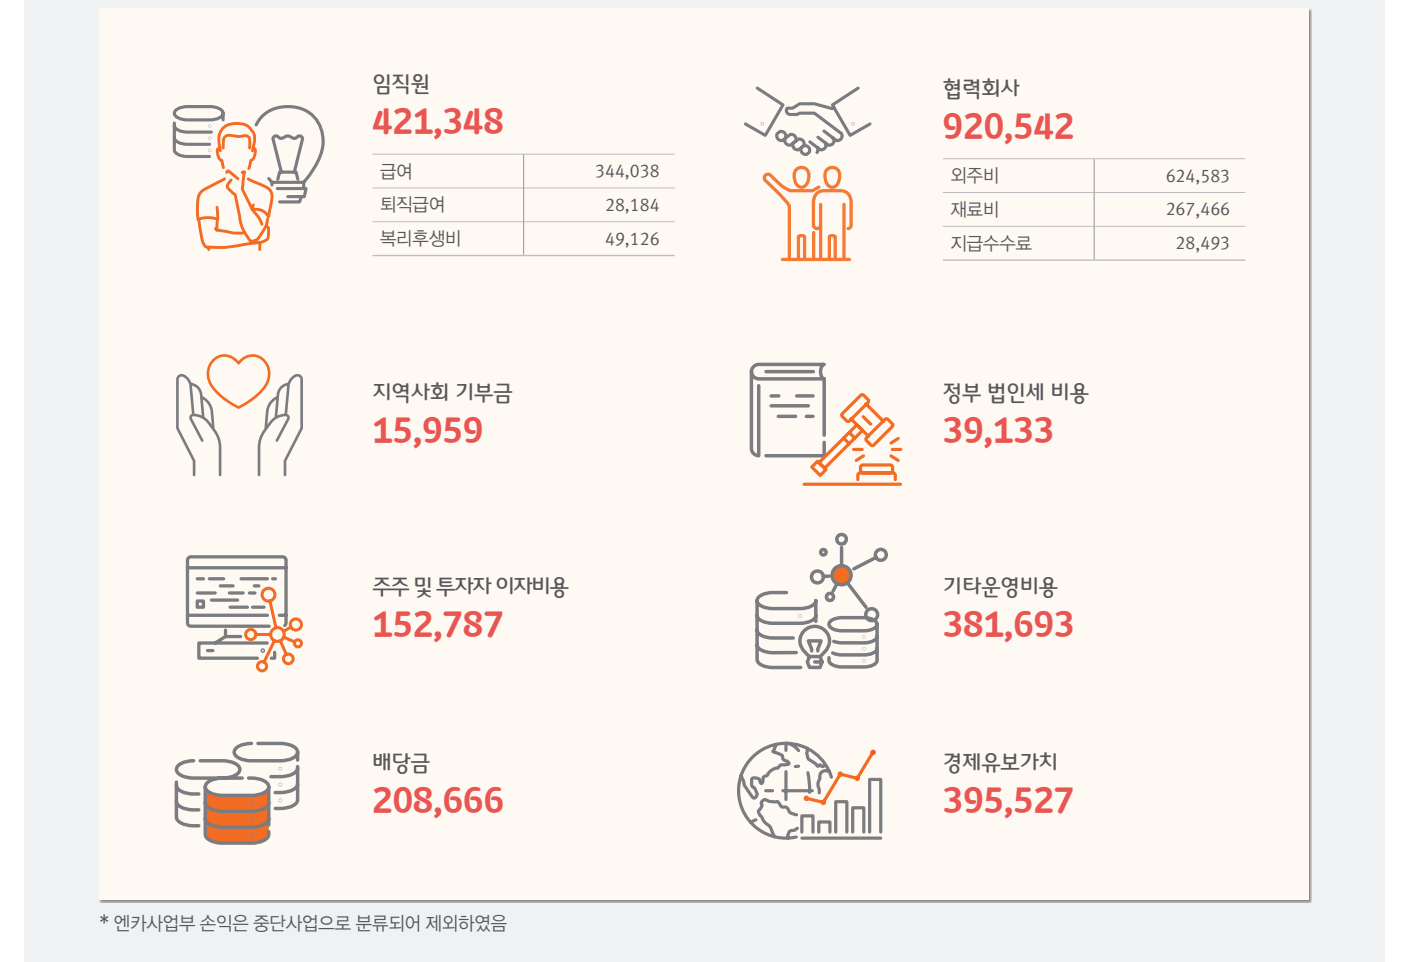 임직원
421,348
급여 344,038
퇴직급여 28,184
복리후생비 49,126
협력회사
920,542
외주비 624,583
재료비 267,466
지급수수료 28,493
지역사회 기부금
15,959
정부 법인세 비용
39,133
주주 및 투자자 이자비용
152,787
기타운영비용
381,693
배당금
208,666
경제유보가치
395,527
* 엔카사업부 손익은 중단사업으로 분류되어 제외하였음